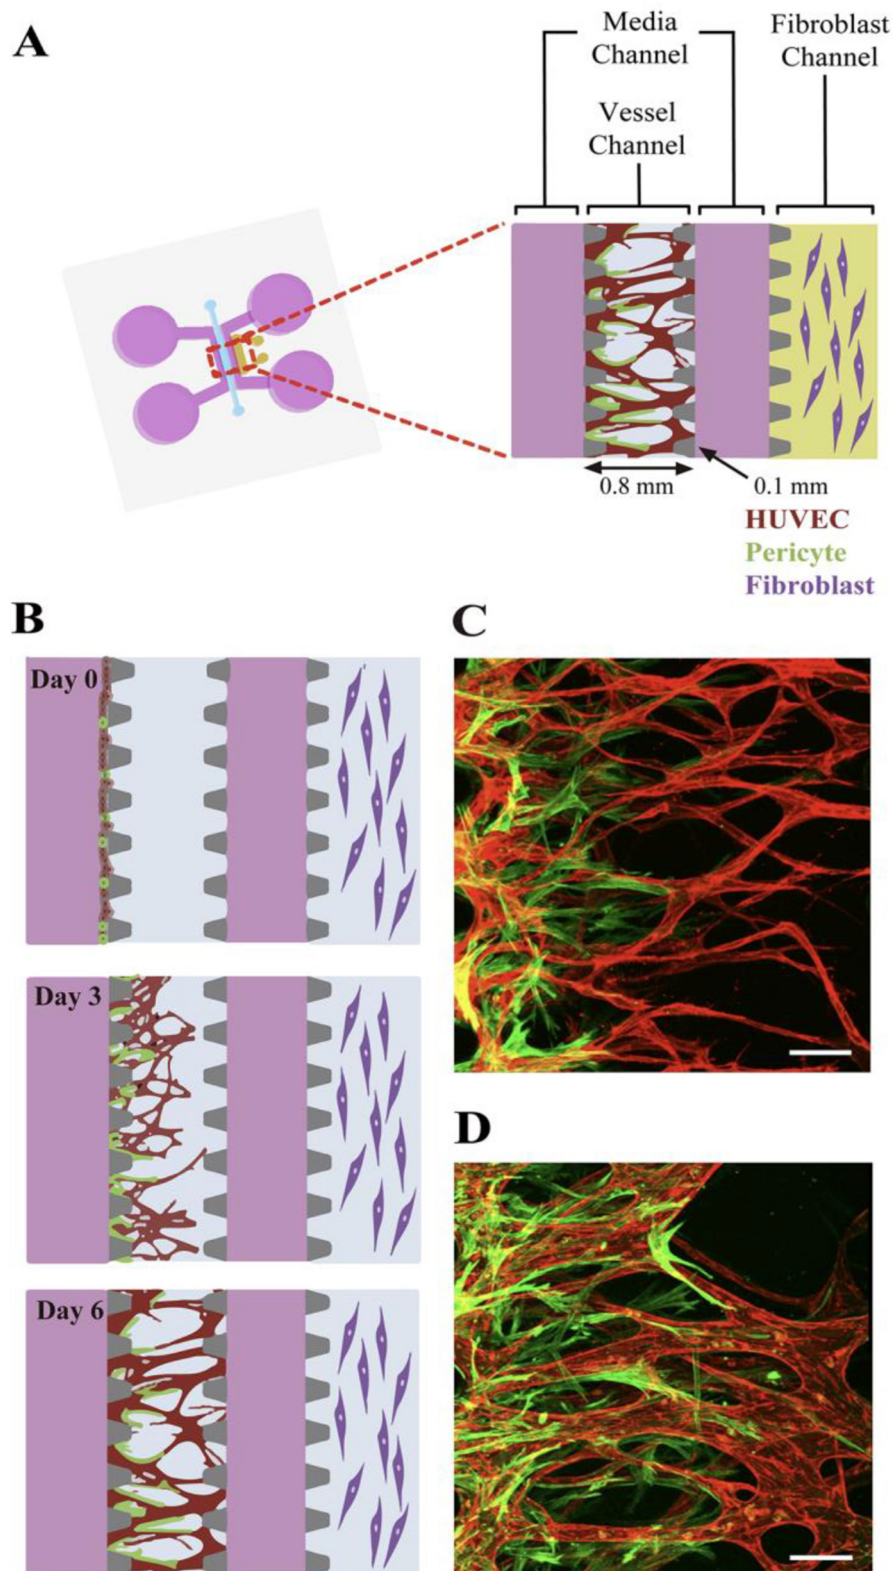 A
Media
Channel
Fibroblast
Channel
Vessel
Channel
0.8 mm
0.1 mm
HUVEC
Pericyte
Fibroblast
B
Day 0
Day 3
Day 6
C
D